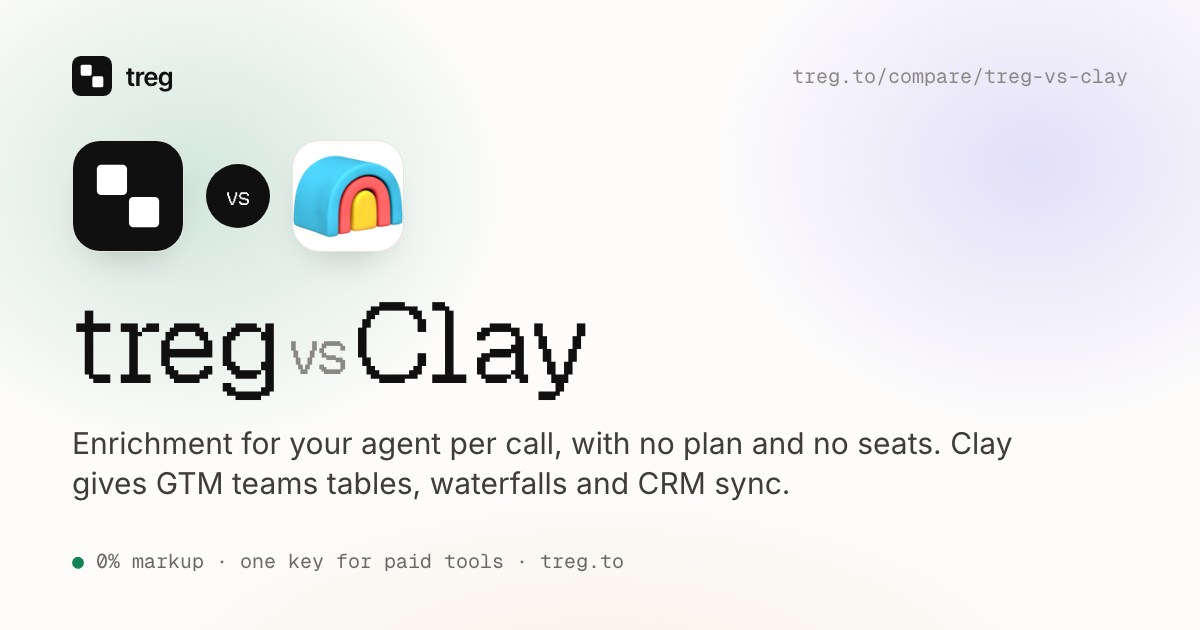 treg
treg.to/compare/treg-vs-clay
vs
treg vs Clay
Enrichment for your agent per call, with no plan and no seats. Clay
gives GTM teams tables, waterfalls and CRM sync.
0% markup · one key for paid tools · treg.to